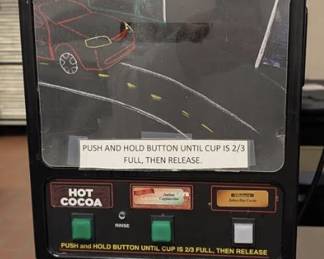 PUSH AND HOLD BUTTON UNTIL CUP IS 2/3
FULL, THEN RELEASE.
HOT
COCOA
RINSE
PUSH and HOLD BUTTON UNTIL CUP IS 2/3 FULL, THEN RELEASE